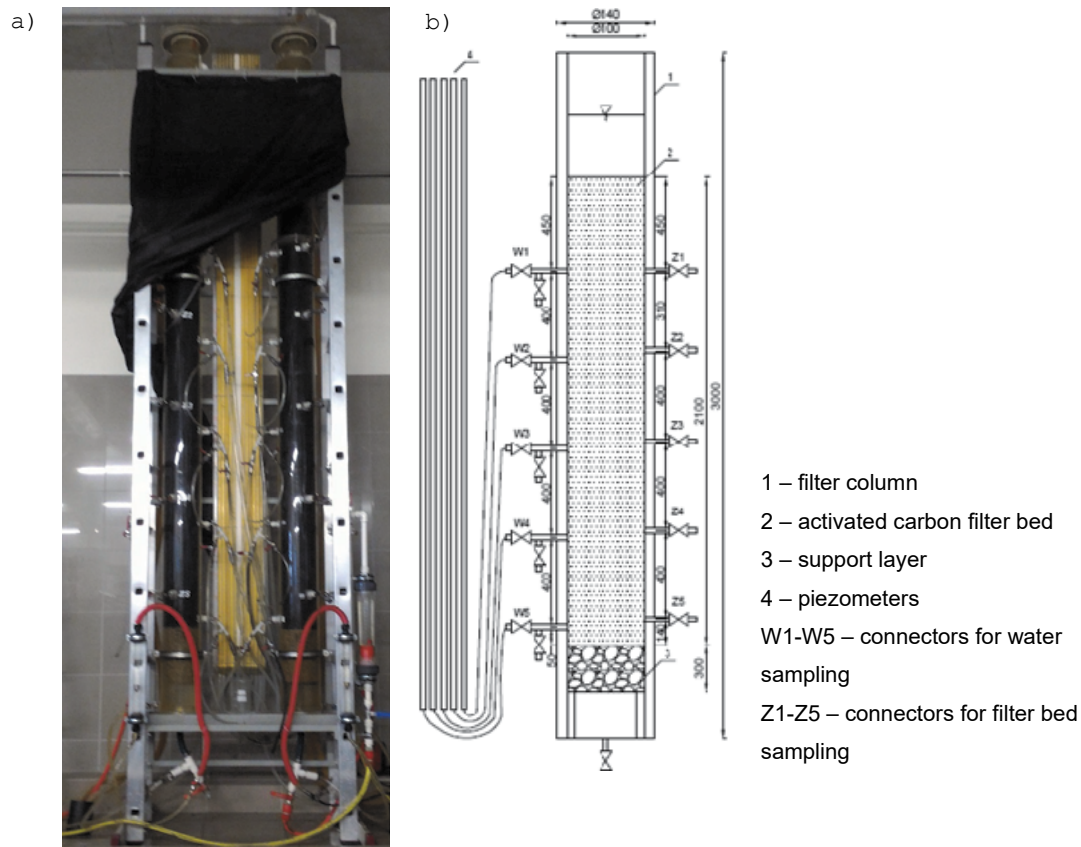 a)
b)
Ø140
Ø100
4
1
2
450
450
W1
Z1
400
310
W2
Z2
400
400
2100
3000
W3
Z3
400
400
W4
Z4
400
400
W5
Z5
50
140
3
300
1 – filter column
2 – activated carbon filter bed
3 – support layer
4 – piezometers
W1-W5 – connectors for water
sampling
Z1-Z5 – connectors for filter bed
sampling